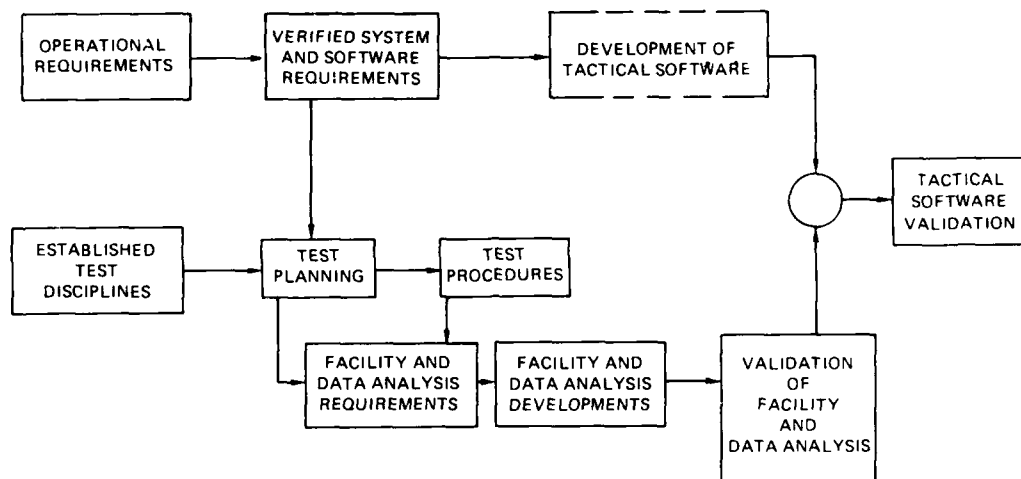 OPERATIONAL
REQUIREMENTS
VERIFIED SYSTEM
AND SOFTWARE
REQUIREMENTS
DEVELOPMENT OF
TACTICAL SOFTWARE
TACTICAL
SOFTWARE
VALIDATION
ESTABLISHED
TEST
DISCIPLINES
TEST
PLANNING
TEST
PROCEDURES
FACILITY AND
DATA ANALYSIS
REQUIREMENTS
FACILITY AND
DATA ANALYSIS
DEVELOPMENTS
VALIDATION
OF
FACILITY
AND
DATA ANALYSIS